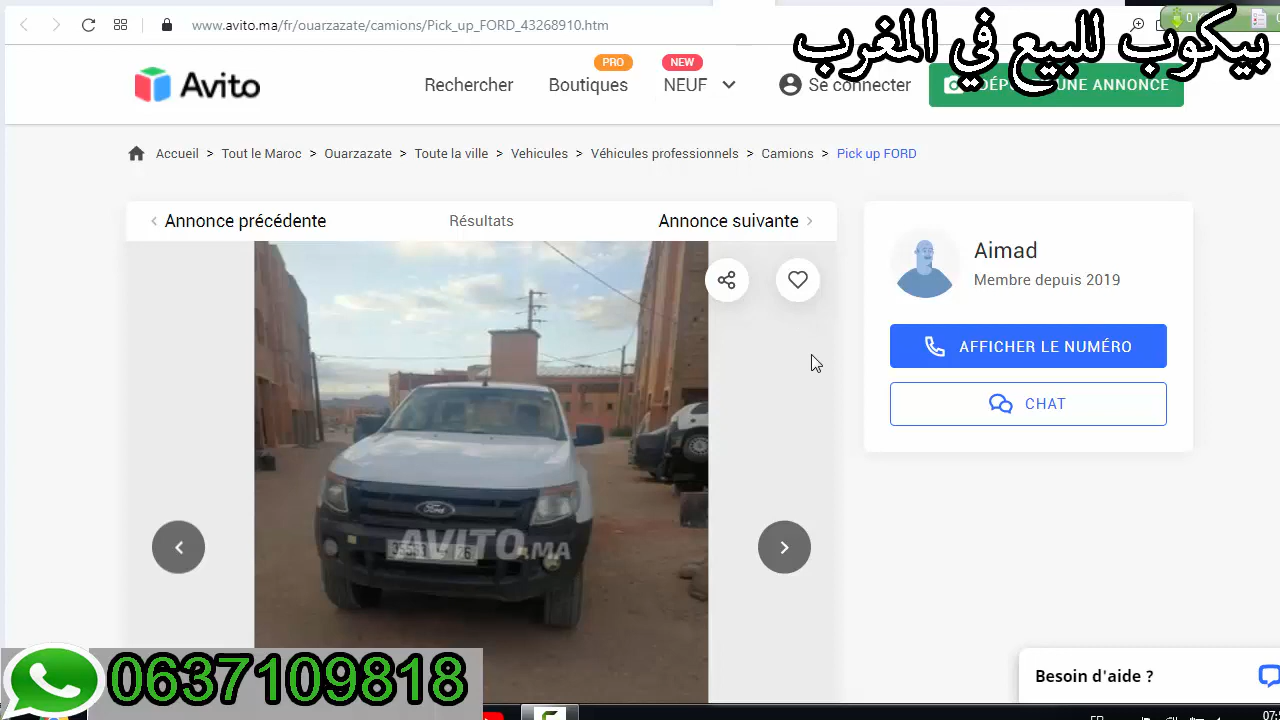 www.avito.ma/fr/ouarzazate/camions/Pick_up_FORD_43268910.htm
بيكوب للبيع في المغرب
Avito
Rechercher
PRO
Boutiques
NEW
NEUF
Se connecter
UNE ANNONCE
Accueil > Tout le Maroc > Ouarzazate > Toute la ville > Vehicules > Véhicules professionnels > Camions > Pick up FORD
Annonce précédente
Résultats
Annonce suivante
Aimad
Membre depuis 2019
AFFICHER LE NUMÉRO
CHAT
Ford
AVITO.MA
0637109818
Besoin d'aide ?